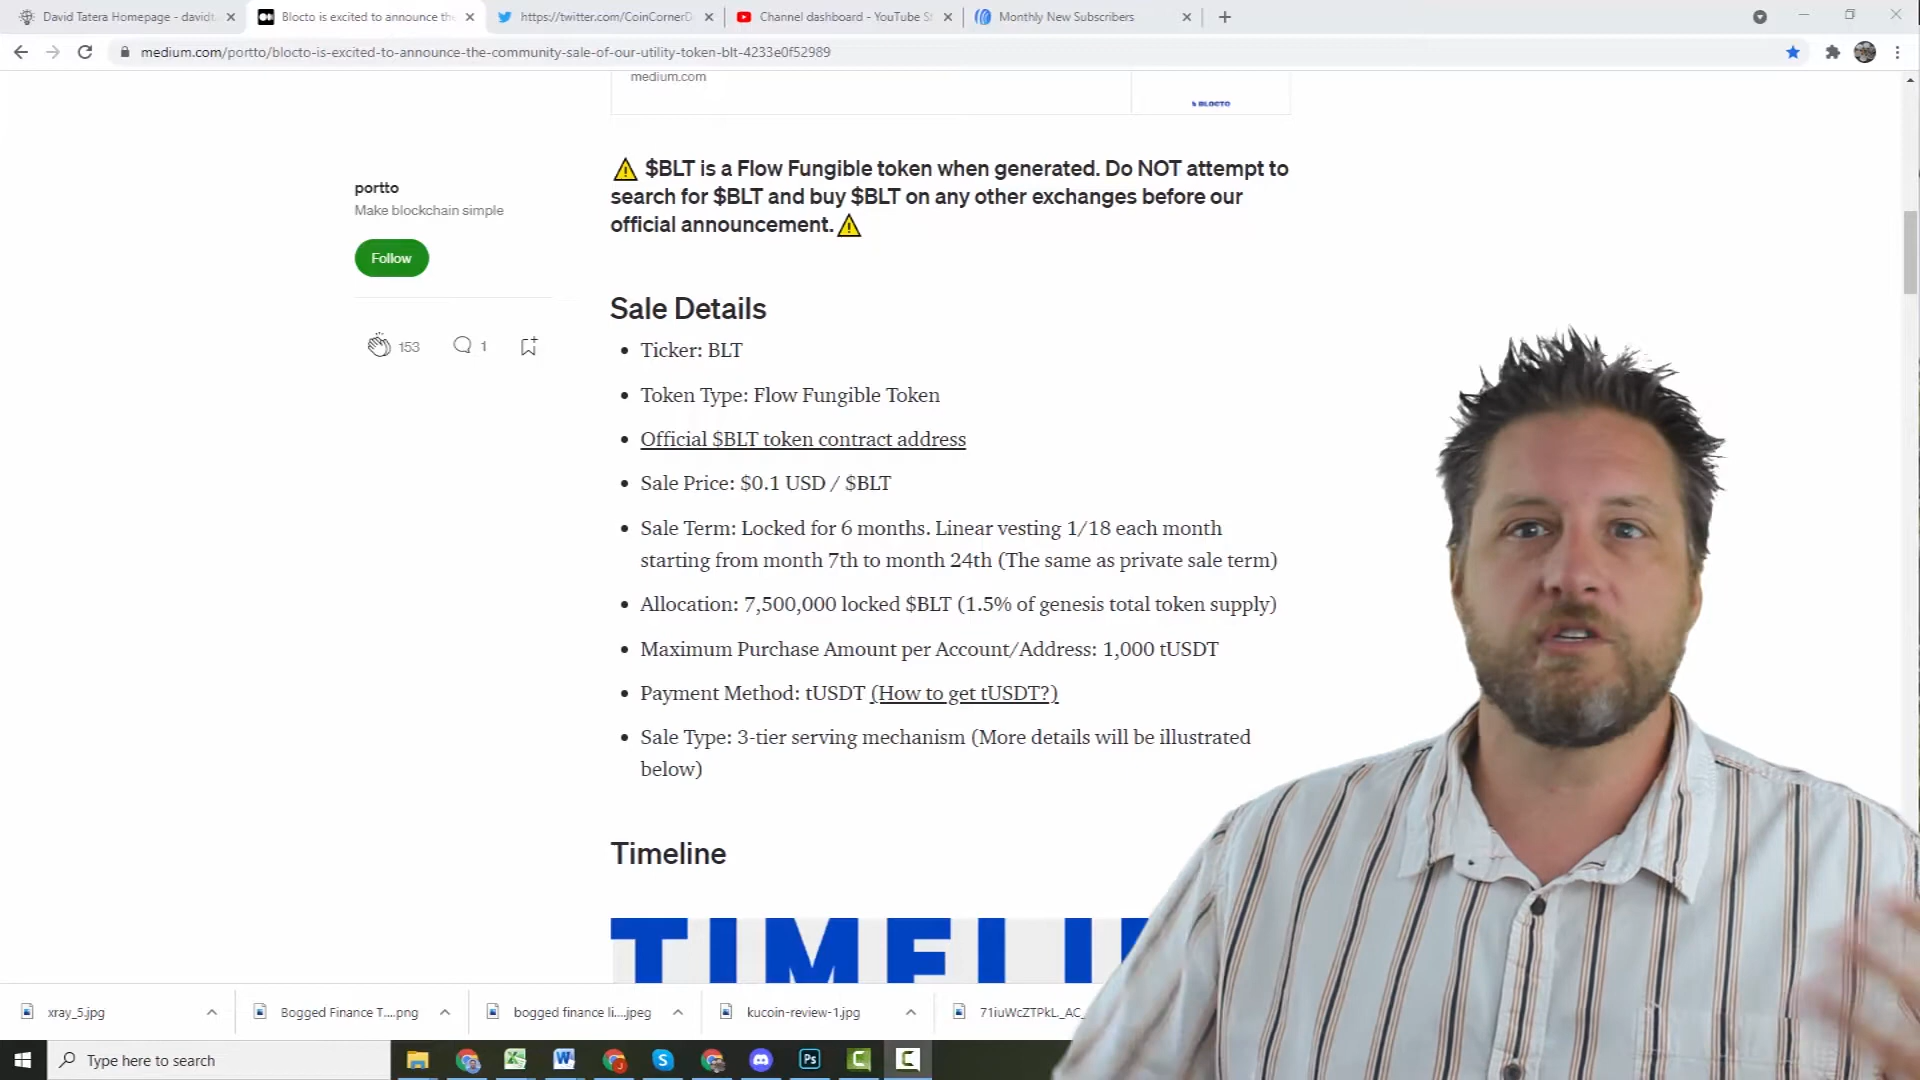 David Tatera Homepage - davidt
Blocto is excited to announce the
https://twitter.com/CoinCornerD
Channel dashboard - YouTube St
Monthly New Subscribers
medium.com/portto/blocto-is-excited-to-announce-the-community-sale-of-our-utility-token-blt-4233e0f52989
medium.com
BLOCTO
portto
Make blockchain simple
Follow
153
1
⚠ $BLT is a Flow Fungible token when generated. Do NOT attempt to
search for $BLT and buy $BLT on any other exchanges before our
official announcement.⚠
Sale Details
• Ticker: BLT
• Token Type: Flow Fungible Token
• Official $BLT token contract address
• Sale Price: $0.1 USD / $BLT
• Sale Term: Locked for 6 months. Linear vesting 1/18 each month
starting from month 7th to month 24th (The same as private sale term)
• Allocation: 7,500,000 locked $BLT (1.5% of genesis total token supply)
• Maximum Purchase Amount per Account/Address: 1,000 tUSDT
• Payment Method: tUSDT (How to get tUSDT?)
• Sale Type: 3-tier serving mechanism (More details will be illustrated
below)
Timeline
TIMELI
xray_5.jpg
Bogged Finance T....png
bogged finance li....jpeg
kucoin-review-1.jpg
71iuWcZTPkL._AC_
Type here to search
Ps